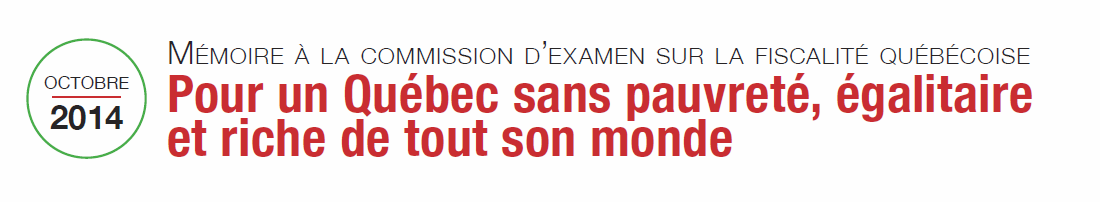 OCTOBRE
2014
MÉMOIRE À LA COMMISSION D'EXAMEN SUR LA FISCALITÉ QUÉBÉCOISE
Pour un Québec sans pauvreté, égalitaire
et riche de tout son monde